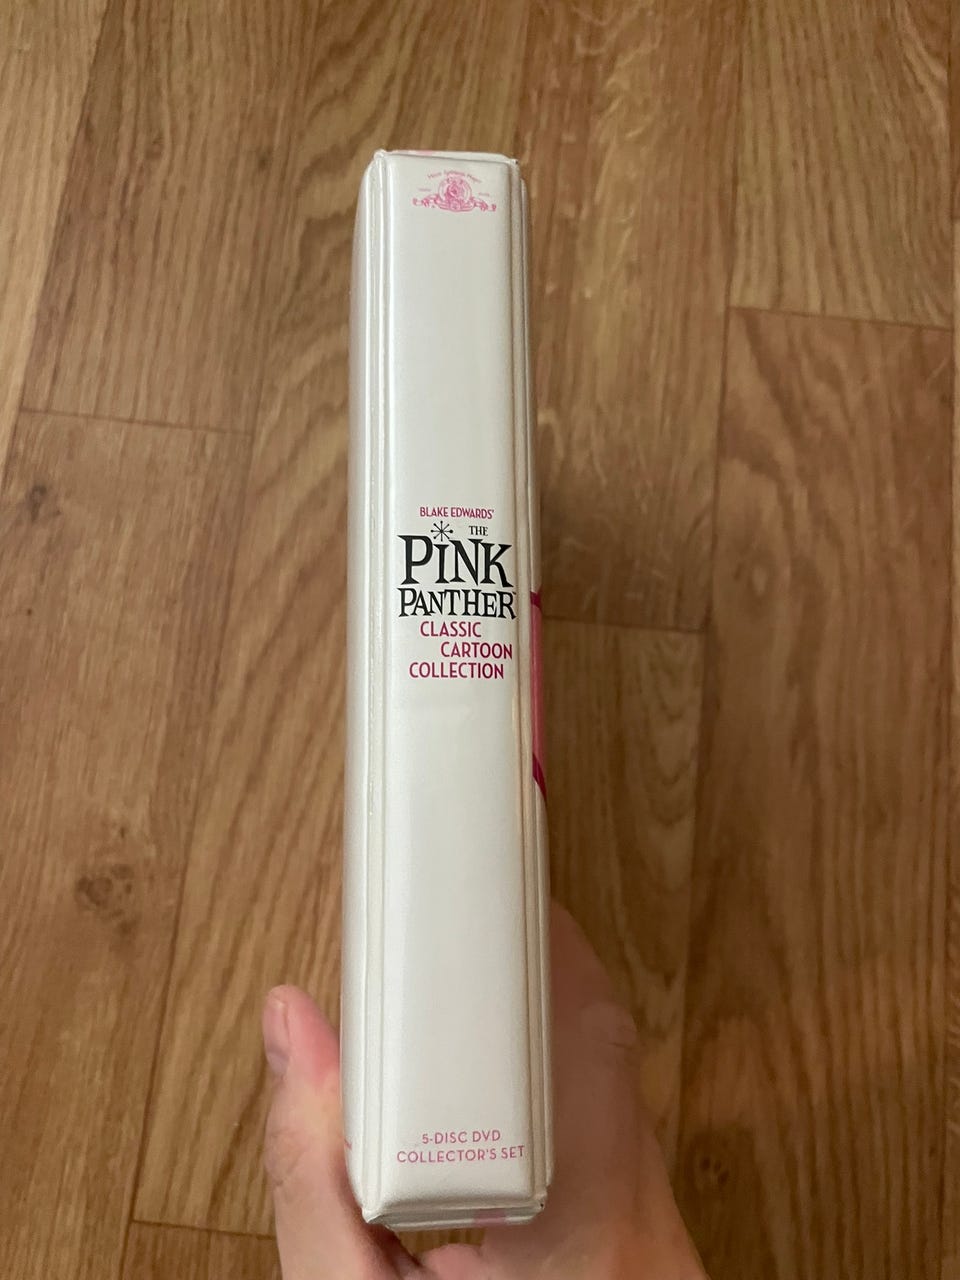 BLAKE EDWARDS'
THE
PINK
PANTHER
CLASSIC
CARTOON
COLLECTION
5-DISC DVD
COLLECTOR'S SET